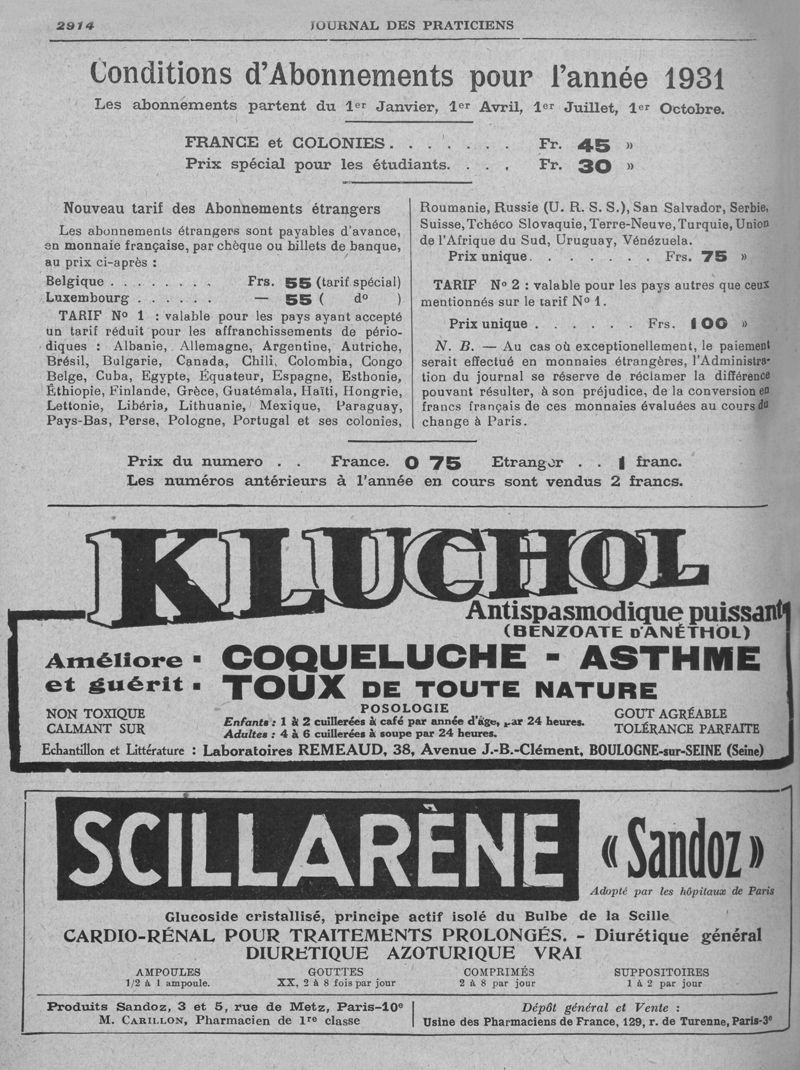 2914
JOURNAL DES PRATICIENS
Conditions d'Abonnements pour l'année 1931
Les abonnements partent du 1er Janvier, 1er Avril, 1er Juillet, 1er Octobre.
FRANCE et COLONIES . . . . . . . Fr. 45 »
Prix spécial pour les étudiants. . . . Fr. 30 »
Nouveau tarif des Abonnements étrangers
Les abonnements étrangers sont payables d'avance,
en monnaie française, par chèque ou billets de banque,
au prix ci-après :
Belgique . . . . . . . . Frs. 55 (tarif spécial)
Luxembourg . . . . . . — 55 ( do )
TARIF No 1 : valable pour les pays ayant accepté
un tarif réduit pour les affranchissements de pério-
diques : Albanie, Allemagne, Argentine, Autriche,
Brésil, Bulgarie, Canada, Chili, Colombia, Congo
Belge, Cuba, Egypte, Équateur, Espagne, Esthonie,
Éthiopie, Finlande, Grèce, Guatémala, Haïti, Hongrie,
Lettonie, Libéria, Lithuanie, Mexique, Paraguay,
Pays-Bas, Perse, Pologne, Portugal et ses colonies,
Roumanie, Russie (U. R. S. S.), San Salvador, Serbie,
Suisse, Tchéco Slovaquie, Terre-Neuve, Turquie, Union
de l'Afrique du Sud, Uruguay, Vénézuela.
Prix unique. . . . . . . Frs. 75 »
TARIF No 2 : valable pour les pays autres que ceux
mentionnés sur le tarif No 1.
Prix unique . . . . . . Frs. 100 »
N. B. — Au cas où exceptionellement, le paiement
serait effectué en monnaies étrangères, l'Administra-
tion du journal se réserve de réclamer la différence
pouvant résulter, à son préjudice, de la conversion en
francs français de ces monnaies évaluées au cours du
change à Paris.
Prix du numero . . France. 0 75 Etranger . . 1 franc.
Les numéros antérieurs à l'année en cours sont vendus 2 francs.
KLUCHOL
Antispasmodique puissant
(BENZOATE D'ANÉTHOL)
Améliore · COQUELUCHE - ASTHME
et guérit · TOUX DE TOUTE NATURE
POSOLOGIE
NON TOXIQUE
CALMANT SUR
Enfants : 1 à 2 cuillerées à café par année d'âge, par 24 heures.
Adultes : 4 à 6 cuillerées à soupe par 24 heures.
GOUT AGRÉABLE
TOLÉRANCE PARFAITE
Echantillon et Littérature : Laboratoires REMEAUD, 38, Avenue J.-B.-Clément, BOULOGNE-sur-SEINE (Seine)
SCILLARÈNE « Sandoz »
Adopté par les hôpitaux de Paris
Glucoside cristallisé, principe actif isolé du Bulbe de la Scille
CARDIO-RÉNAL POUR TRAITEMENTS PROLONGÉS. - Diurétique général
DIURETIQUE AZOTURIQUE VRAI
AMPOULES
1/2 à 1 ampoule.
GOUTTES
XX, 2 à 8 fois par jour
COMPRIMÉS
2 à 8 par jour
SUPPOSITOIRES
1 à 2 par jour
Produits Sandoz, 3 et 5, rue de Metz, Paris-10e
M. CARILLON, Pharmacien de 1re classe
Dépôt général et Vente :
Usine des Pharmaciens de France, 129, r. de Turenne, Paris-3e